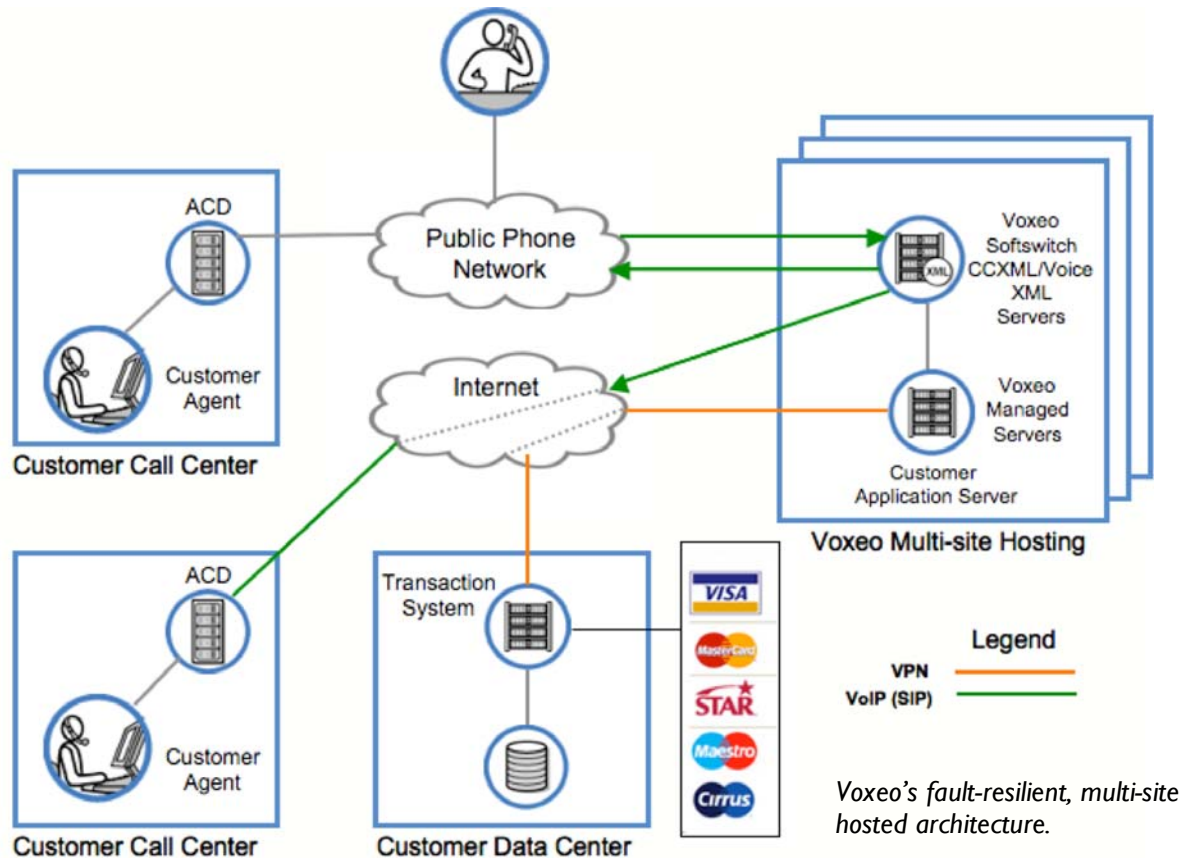 ACD
Customer
Agent
Customer Call Center
Public Phone
Network
Internet
XML
Voxeo
Softswitch
CCXML/Voice
XML
Servers
Voxeo
Managed
Servers
Customer
Application Server
Voxeo Multi-site Hosting
ACD
Customer
Agent
Customer Call Center
Transaction
System
Customer Data Center
VISA
MasterCard
STAR
Maestro
Cirrus
Legend
VPN
VoIP (SIP)
Voxeo's fault-resilient, multi-site
hosted architecture.